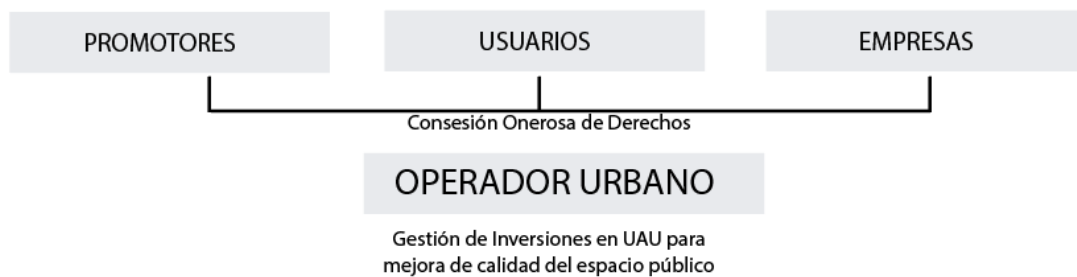 PROMOTORES
USUARIOS
EMPRESAS
Consesión Onerosa de Derechos
OPERADOR URBANO
Gestión de Inversiones en UAU para
mejora de calidad del espacio público